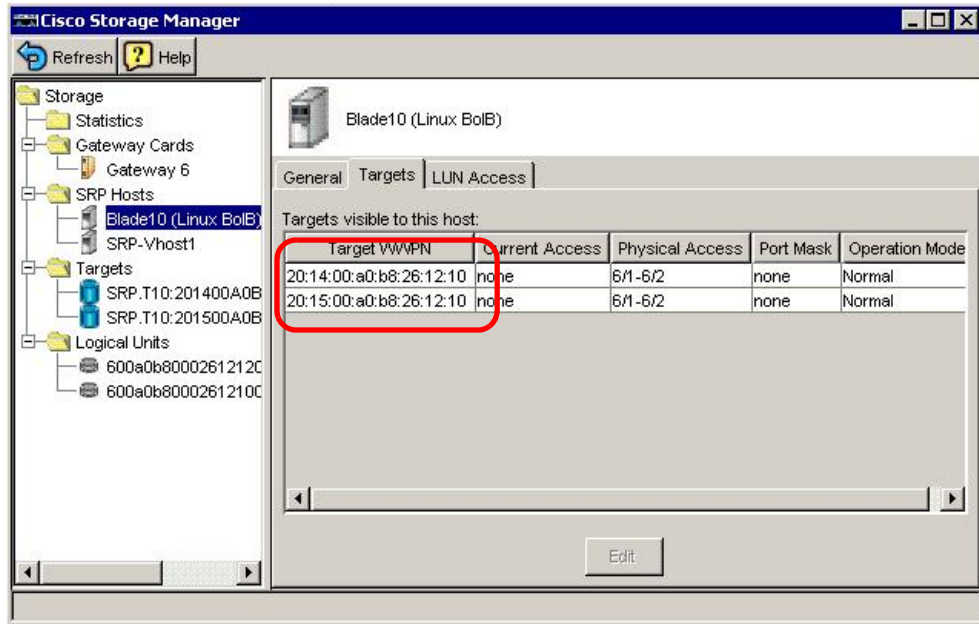 Cisco Storage Manager
Refresh ? Help
Storage
Statistics
Gateway Cards
Gateway 6
SRP Hosts
Blade10 (Linux BolB)
SRP-Vhost1
Targets
SRP.T10:201400A0B
SRP.T10:201500A0B
Logical Units
600a0b80002612120
600a0b8000261210
Blade10 (Linux BolB)
General Targets LUN Access
Targets visible to this host:
Target WWPN Current Access Physical Access Port Mask Operation Mode
20:14:00:a0:b8:26:12:10 none 6/1-6/2 none Normal
20:15:00:a0:b8:26:12:10 none 6/1-6/2 none Normal
Edit